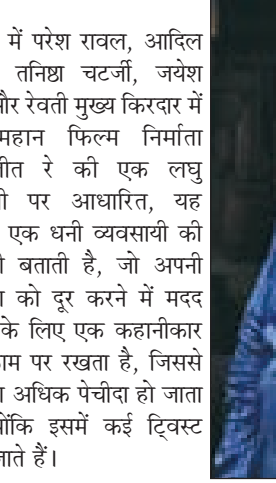 में परेश रावल, आदिल
तनिष्ठा चटर्जी, जयेश
और रेवती मुख्य किरदार में
महान फिल्म निर्माता
रे की एक लघु
पर आधारित, यह
एक धनी व्यवसायी की
बताती है, जो अपनी
को दूर करने में मदद
के लिए एक कहानीकार
पर रखता है, जिससे
अधिक पेचीदा हो जाता
इसमें कई ट्विस्ट
जाते हैं।